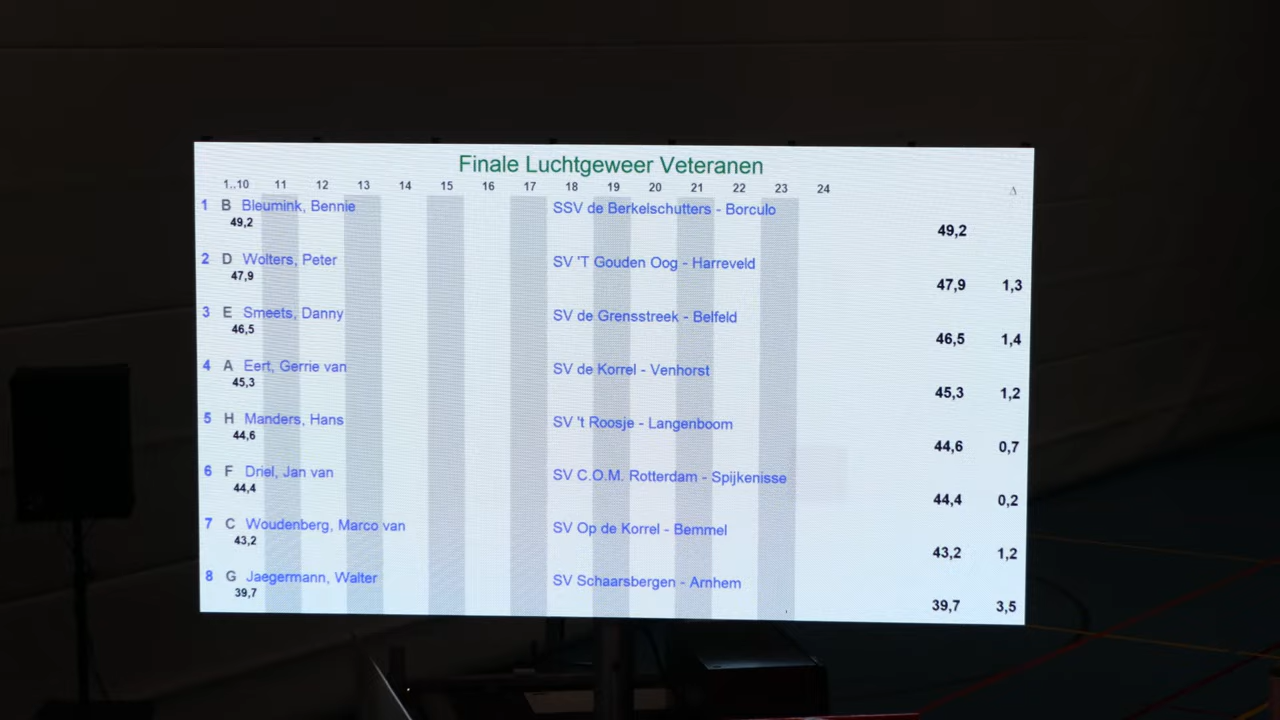 Finale Luchtgeweer Veteranen
1..10 11 12 13 14 15 16 17 18 19 20 21 22 23 24 Δ
1 B Bleumink, Bennie SSV de Berkelschutters - Borculo
49,2 49,2
2 D Wolters, Peter SV 'T Gouden Oog - Harreveld
47,9 47,9 1,3
3 E Smeets, Danny SV de Grensstreek - Belfeld
46,5 46,5 1,4
4 A Eert, Gerrie van SV de Korrel - Venhorst
45,3 45,3 1,2
5 H Manders, Hans SV 't Roosje - Langenboom
44,6 44,6 0,7
6 F Driel, Jan van SV C.O.M. Rotterdam - Spijkenisse
44,4 44,4 0,2
7 C Woudenberg, Marco van SV Op de Korrel - Bemmel
43,2 43,2 1,2
8 G Jaegermann, Walter SV Schaarsbergen - Arnhem
39,7 39,7 3,5